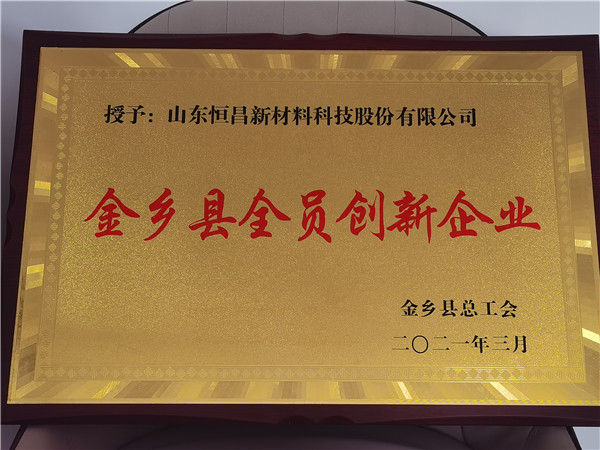 授予：山东恒昌新材料科技股份有限公司
金乡县全员创新企业
金乡县总工会
二〇二一年三月